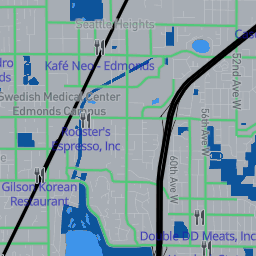 Seattle Heights
Kafé Neo - Edmonds
Swedish Medical Center
Edmonds Campus
Rooster's
Espresso, Inc
Gilson Korean
Restaurant
Double DD Meats, Inc
52nd Ave W
56th Ave W
60th Ave W